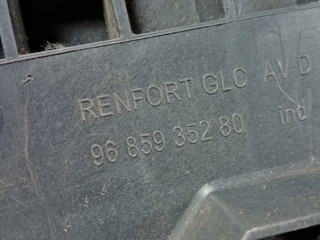 RENFORT GLC AV D
96 859 352 80 ind